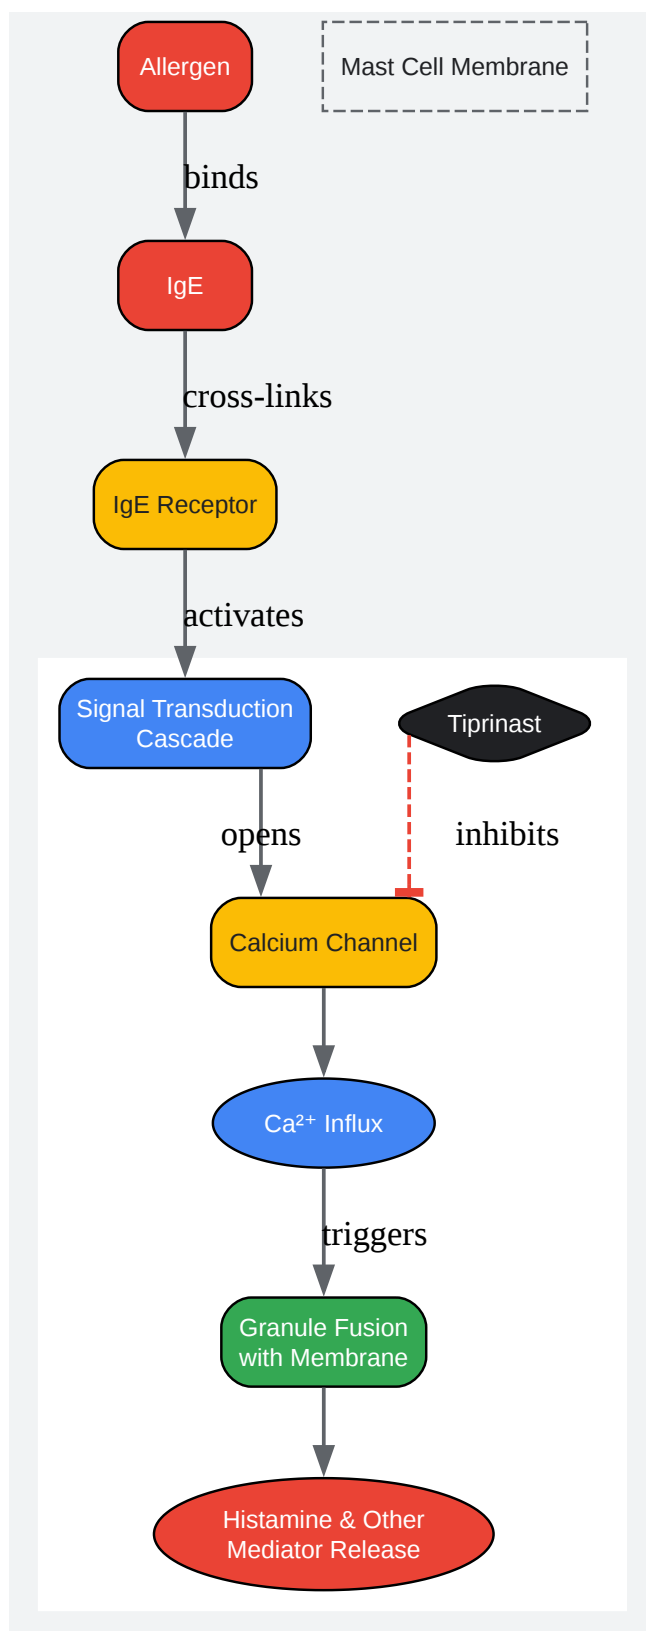 Allergen
Mast Cell Membrane
binds
IgE
cross-links
IgE Receptor
activates
Signal Transduction
Cascade
Tiprinast
opens
inhibits
Calcium Channel
Ca²⁺ Influx
triggers
Granule Fusion
with Membrane
Histamine & Other
Mediator Release